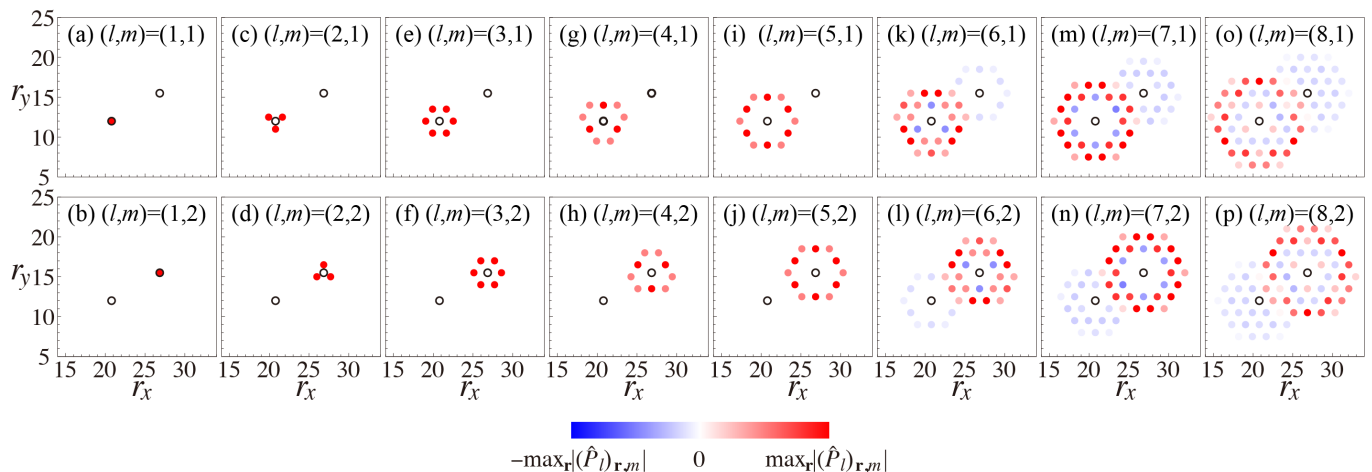 25
(a) (l,m)=(1,1) (c) (l,m)=(2,1) (e) (l,m)=(3,1) (g) (l,m)=(4,1) (i) (l,m)=(5,1) (k) (l,m)=(6,1) (m) (l,m)=(7,1) (o) (l,m)=(8,1)
20
r_y 15
10
5
25
(b) (l,m)=(1,2) (d) (l,m)=(2,2) (f) (l,m)=(3,2) (h) (l,m)=(4,2) (j) (l,m)=(5,2) (l) (l,m)=(6,2) (n) (l,m)=(7,2) (p) (l,m)=(8,2)
20
r_y 15
10
5
15 20 25 30 15 20 25 30 15 20 25 30 15 20 25 30 15 20 25 30 15 20 25 30 15 20 25 30 15 20 25 30
r_x r_x r_x r_x r_x r_x r_x r_x
−max_r|(P̂_l)_{r,m}| 0 max_r|(P̂_l)_{r,m}|